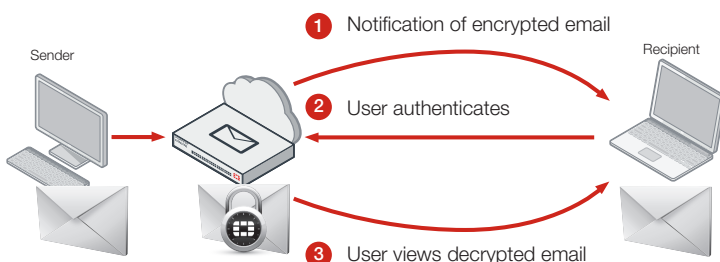 1 Notification of encrypted email
Sender
Recipient
2 User authenticates
3 User views decrypted email